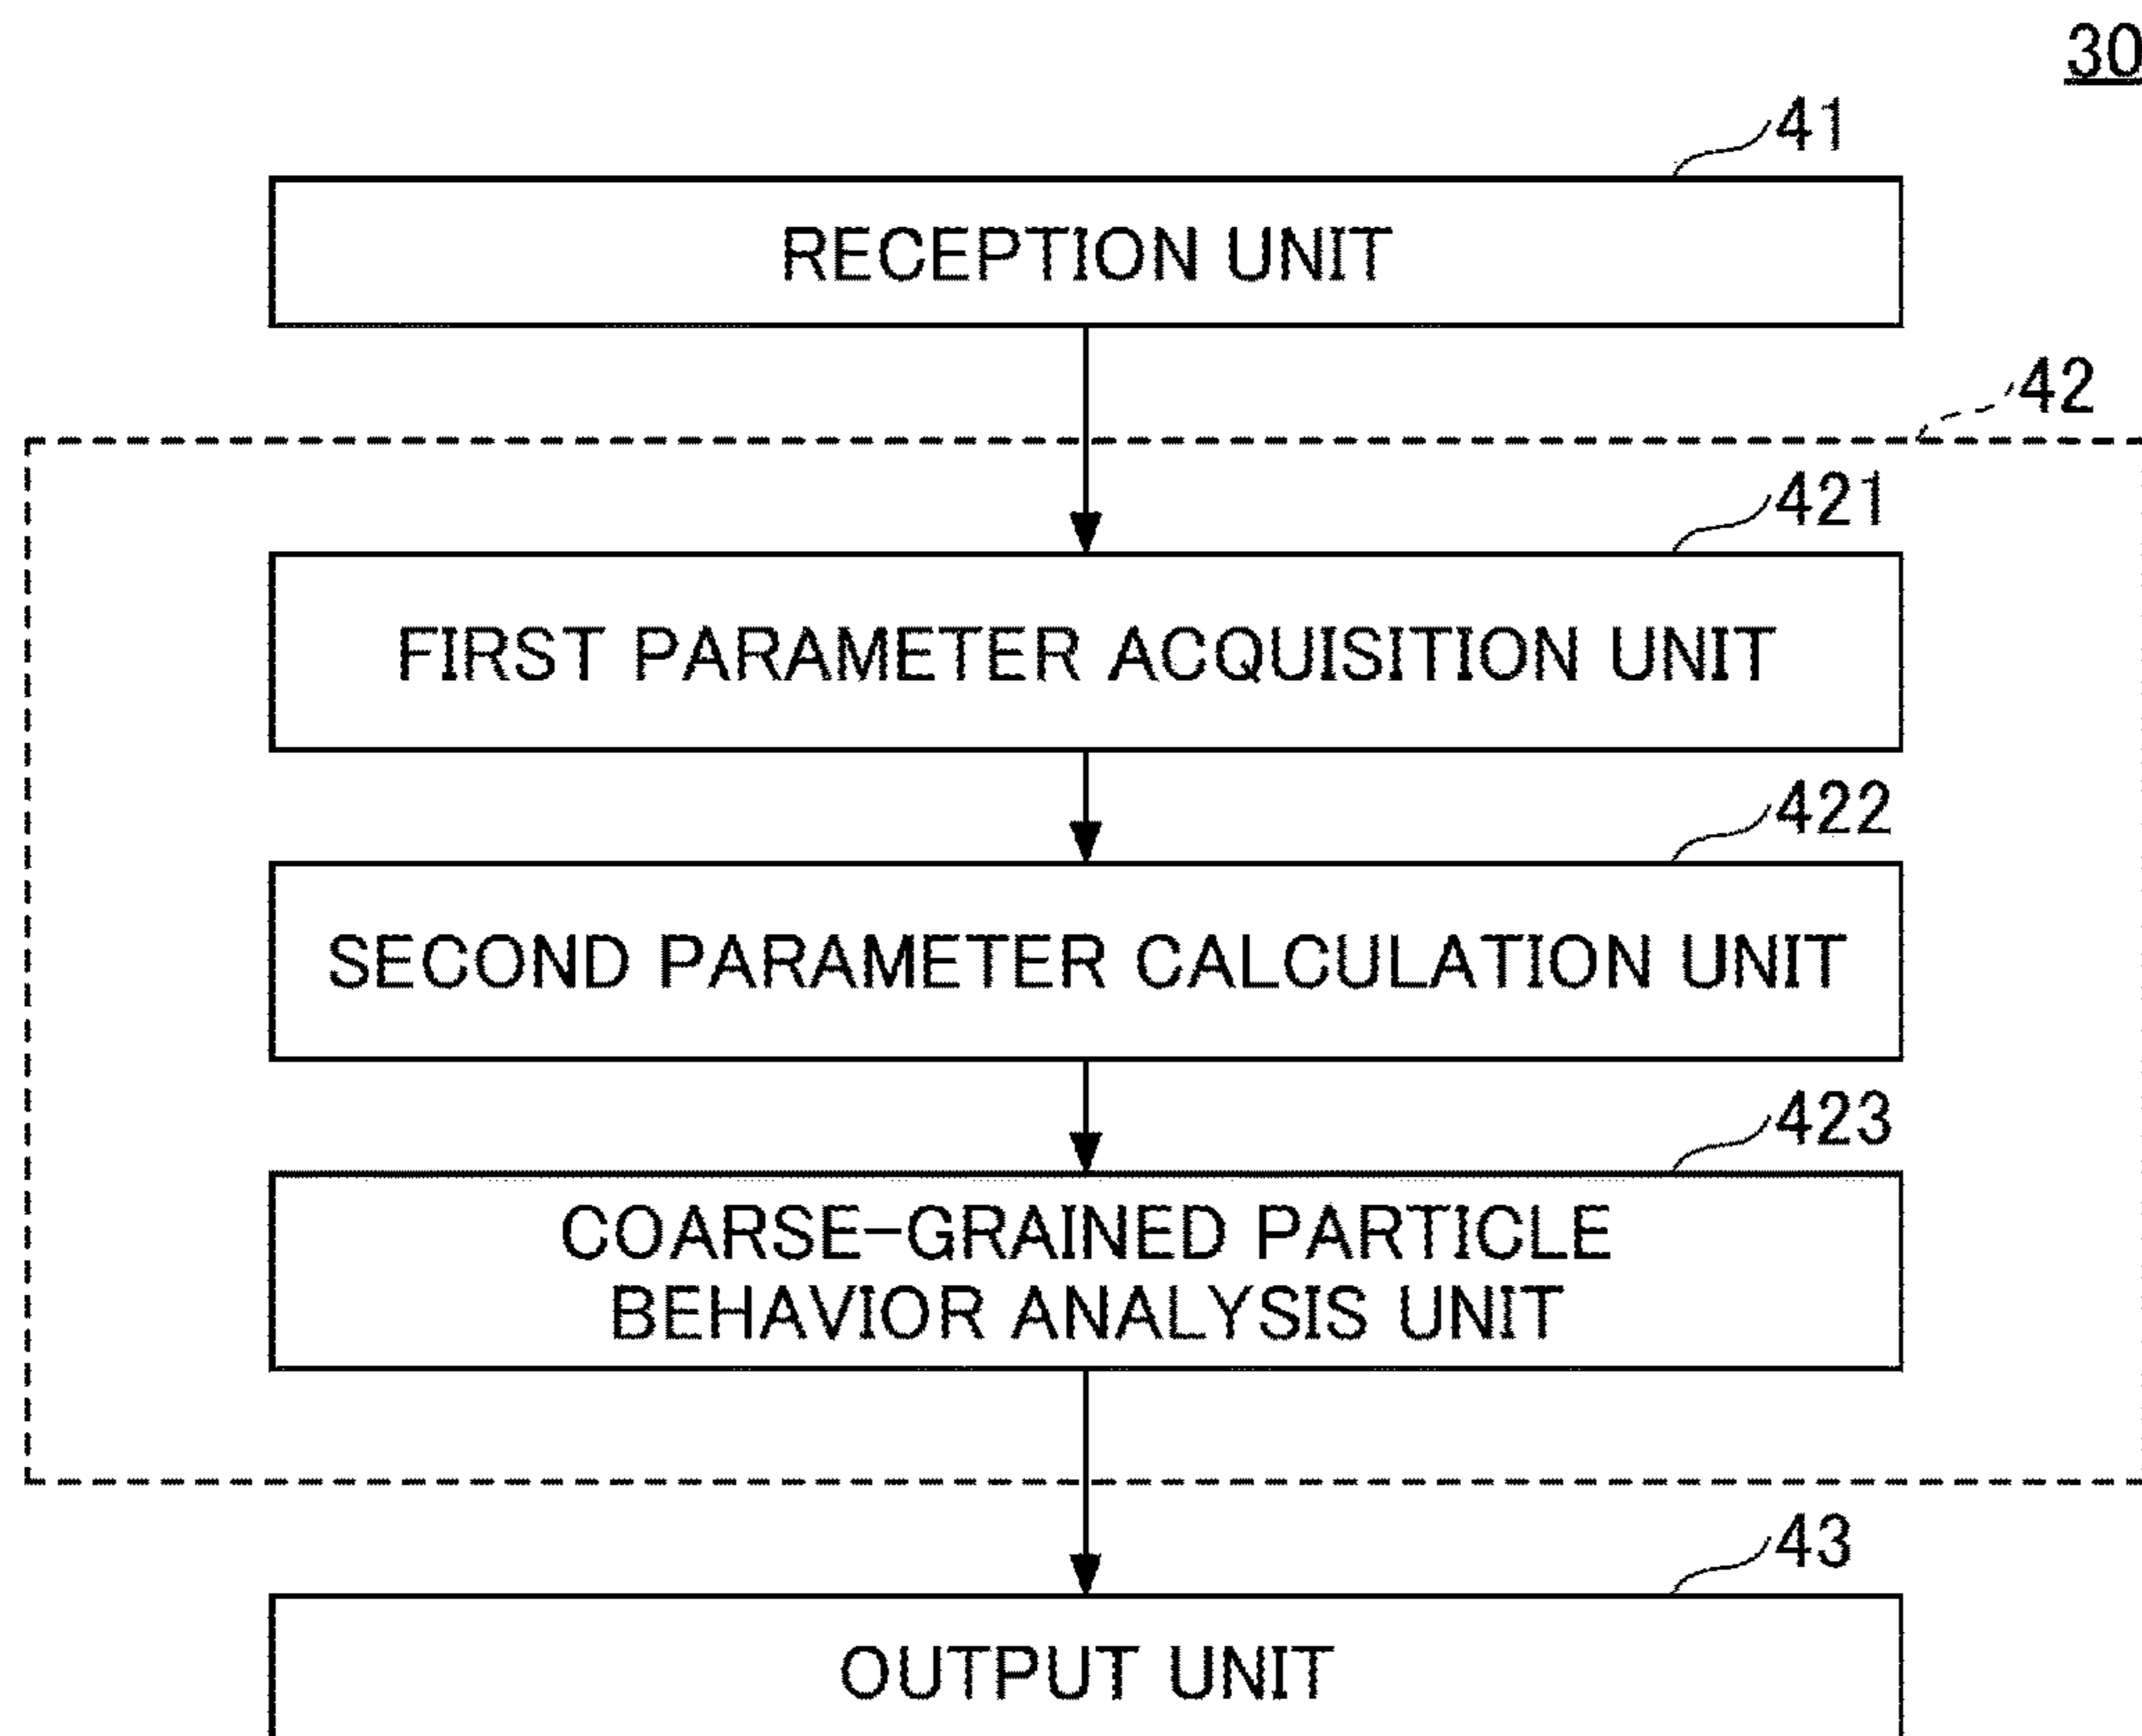 30
41
RECEPTION UNIT
42
421
FIRST PARAMETER ACQUISITION UNIT
422
SECOND PARAMETER CALCULATION UNIT
423
COARSE-GRAINED PARTICLE
BEHAVIOR ANALYSIS UNIT
43
OUTPUT UNIT